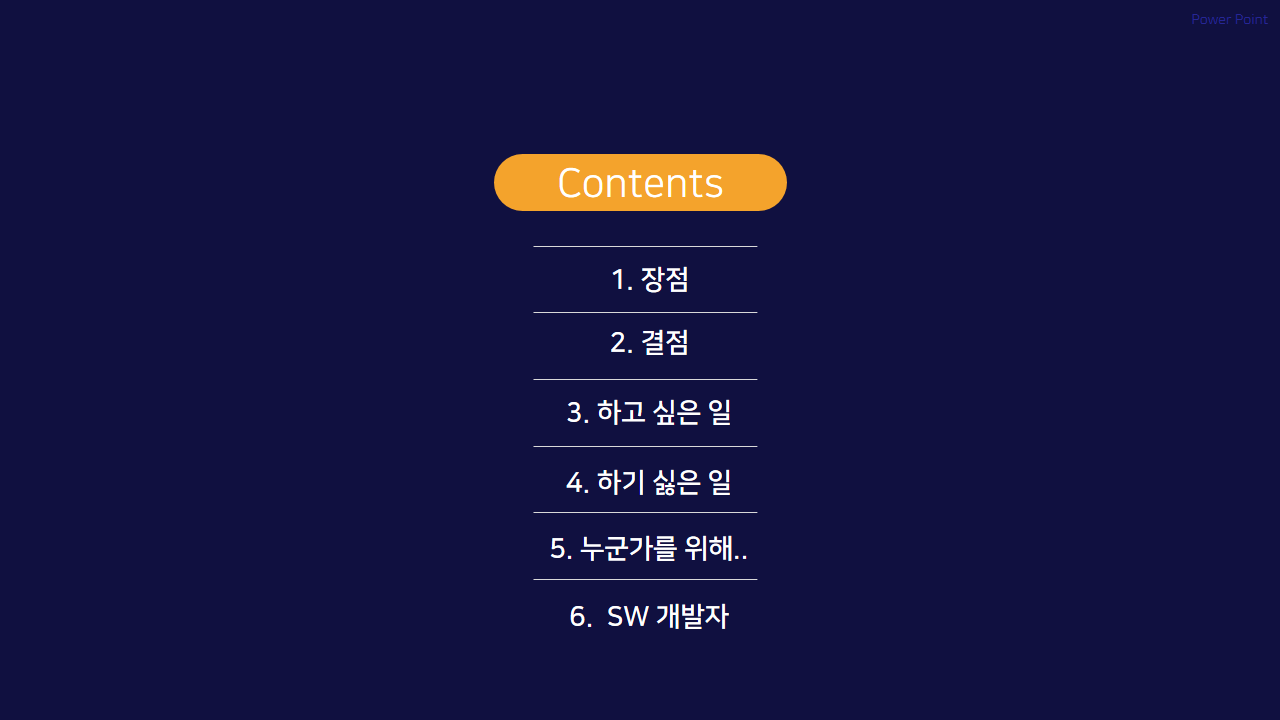 Power Point
Contents
1. 장점
2. 결점
3. 하고 싶은 일
4. 하기 싫은 일
5. 누군가를 위해..
6.  SW 개발자